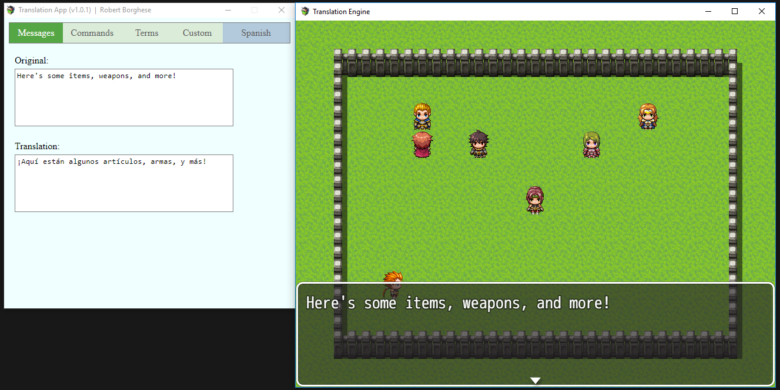 Translation App (v1.0.1) | Robert Borghese
Messages Commands Terms Custom Spanish
Original:
Here's some items, weapons, and more!
Translation:
¡Aquí están algunos artículos, armas, y más!
Translation Engine
Here's some items, weapons, and more!